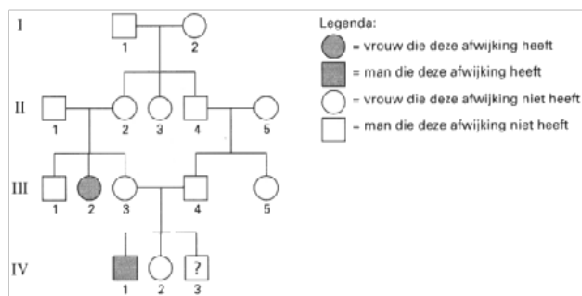 I
1 2
Legenda:
= vrouw die deze afwijking heeft
= man die deze afwijking heeft
= vrouw die deze afwijking niet heeft
= man die deze afwijking niet heeft
II
1 2 3 4 5
III
1 2 3 4 5
?
IV
1 2 3